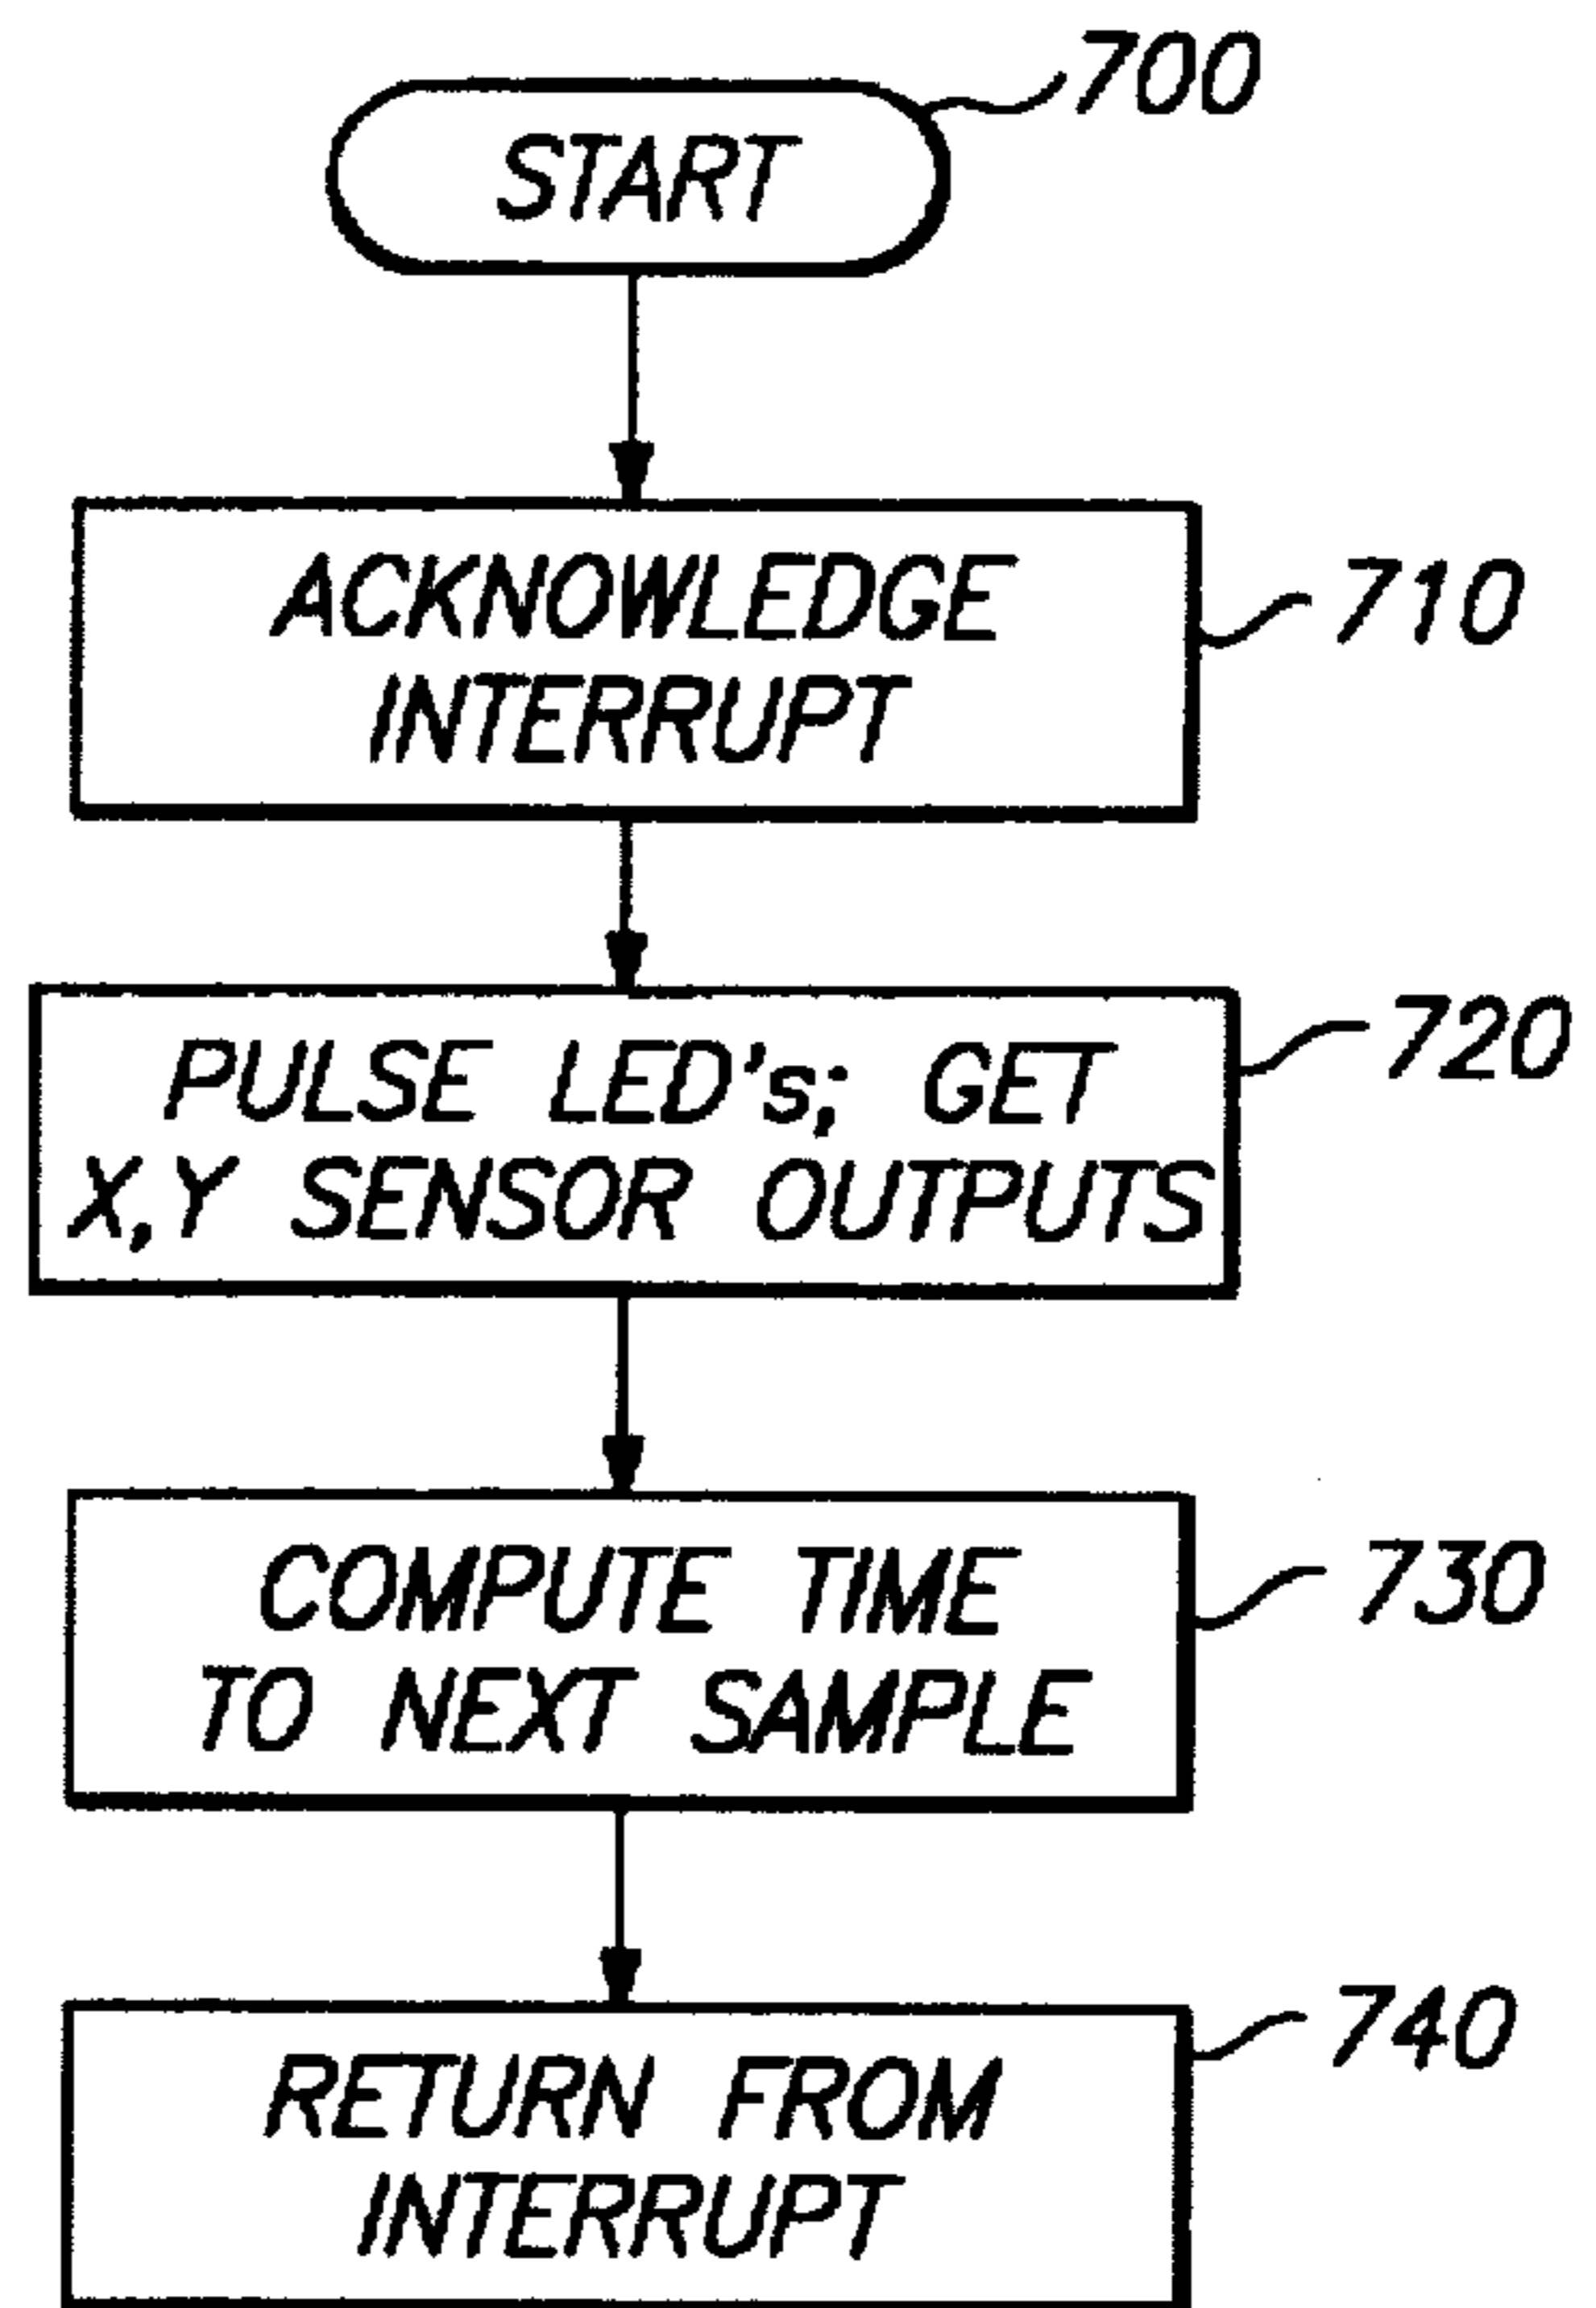 700
START
ACKNOWLEDGE
INTERRUPT
710
PULSE LED's; GET
X,Y SENSOR OUTPUTS
720
COMPUTE TIME
TO NEXT SAMPLE
730
RETURN FROM
INTERRUPT
740